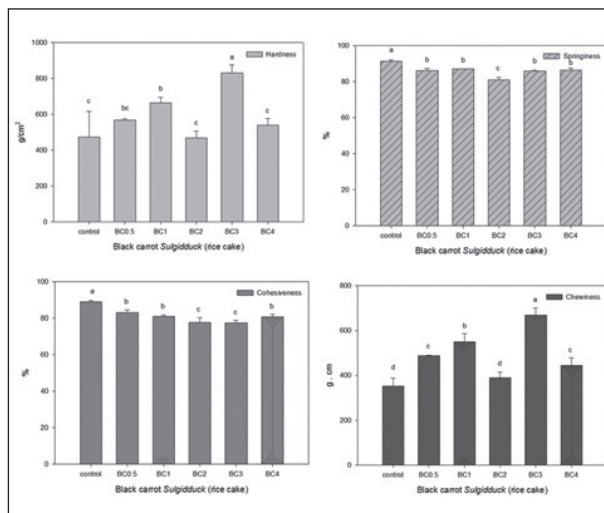 1000
Hardness
a
800
b
600
bc
c
c
c
400
200
0
g/cm²
control BC0.5 BC1 BC2 BC3 BC4
Black carrot Sulgidduck (rice cake)
100
Springiness
a
b b c b b
80
60
40
20
0
%
control BC0.5 BC1 BC2 BC3 BC4
Black carrot Sulgidduck (rice cake)
100
Cohesiveness
a
b b c c b
80
60
40
20
0
%
control BC0.5 BC1 BC2 BC3 BC4
Black carrot Sulgidduck (rice cake)
800
Chewiness
a
600
b
c
c
d
d
400
200
0
g . cm
control BC0.5 BC1 BC2 BC3 BC4
Black carrot Sulgidduck (rice cake)